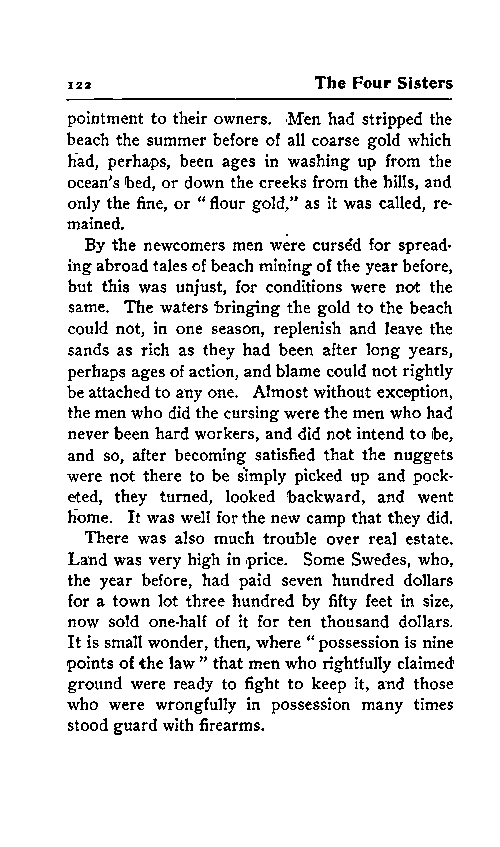 122 The Four Sisters
pointment to their owners. Men had stripped the
beach the summer before of all coarse gold which
had, perhaps, been ages in washing up from the
ocean's bed, or down the creeks from the hills, and
only the fine, or " flour gold," as it was called, re-
mained.
By the newcomers men were cursed for spread-
ing abroad tales of beach mining of the year before,
but this was unjust, for conditions were not the
same. The waters bringing the gold to the beach
could not, in one season, replenish and leave the
sands as rich as they had been after long years,
perhaps ages of action, and blame could not rightly
be attached to any one. Almost without exception,
the men who did the cursing were the men who had
never been hard workers, and did not intend to be,
and so, after becoming satisfied that the nuggets
were not there to be simply picked up and pock-
eted, they turned, looked backward, and went
home. It was well for the new camp that they did.
There was also much trouble over real estate.
Land was very high in price. Some Swedes, who,
the year before, had paid seven hundred dollars
for a town lot three hundred by fifty feet in size,
now sold one-half of it for ten thousand dollars.
It is small wonder, then, where " possession is nine
points of the law " that men who rightfully claimed
ground were ready to fight to keep it, and those
who were wrongfully in possession many times
stood guard with firearms.